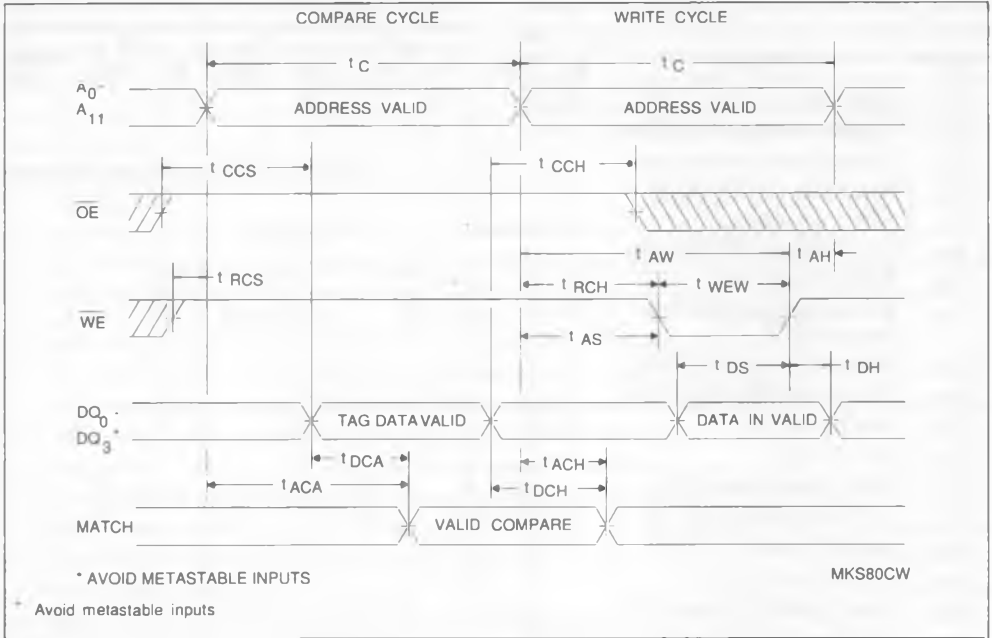 COMPARE CYCLE WRITE CYCLE
t C t C
A0-
A11 ADDRESS VALID ADDRESS VALID
t CCS t CCH
OE
t AW t AH
t RCS t RCH t WEW
WE
t AS
t DS t DH
DQ0 -
DQ3 * TAG DATA VALID DATA IN VALID
t DCA t ACH
t ACA t DCH
MATCH VALID COMPARE
* AVOID METASTABLE INPUTS MKS80CW
+ Avoid metastable inputs